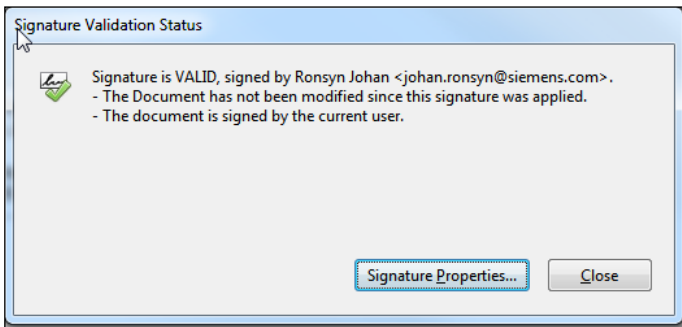 Signature Validation Status
Signature is VALID, signed by Ronsyn Johan <johan.ronsyn@siemens.com>.
- The Document has not been modified since this signature was applied.
- The document is signed by the current user.
Signature Properties... Close